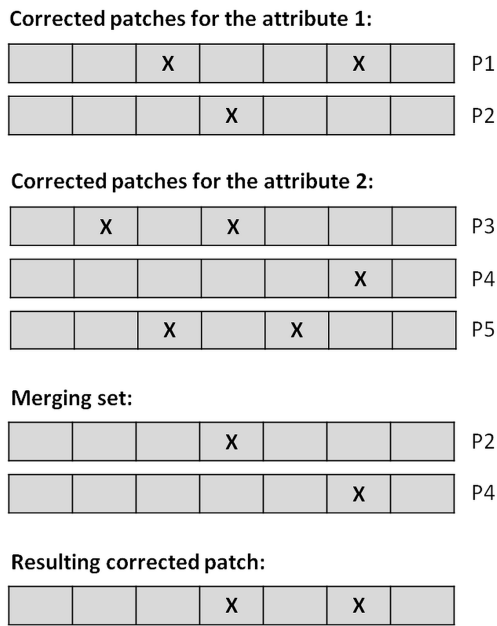 Corrected patches for the attribute 1:
X X P1
X P2
Corrected patches for the attribute 2:
X X P3
X P4
X X P5
Merging set:
X P2
X P4
Resulting corrected patch:
X X